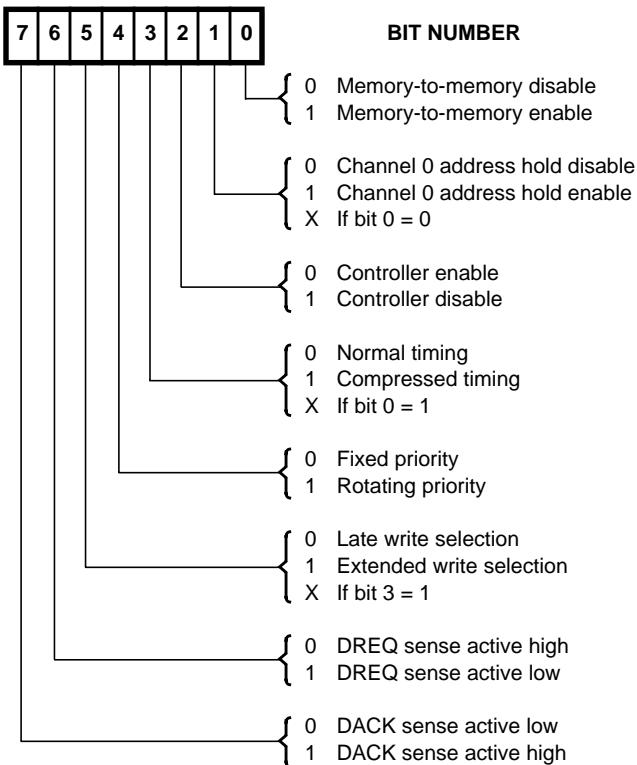 7 6 5 4 3 2 1 0 BIT NUMBER
0 Memory-to-memory disable
1 Memory-to-memory enable
0 Channel 0 address hold disable
1 Channel 0 address hold enable
X If bit 0 = 0
0 Controller enable
1 Controller disable
0 Normal timing
1 Compressed timing
X If bit 0 = 1
0 Fixed priority
1 Rotating priority
0 Late write selection
1 Extended write selection
X If bit 3 = 1
0 DREQ sense active high
1 DREQ sense active low
0 DACK sense active low
1 DACK sense active high